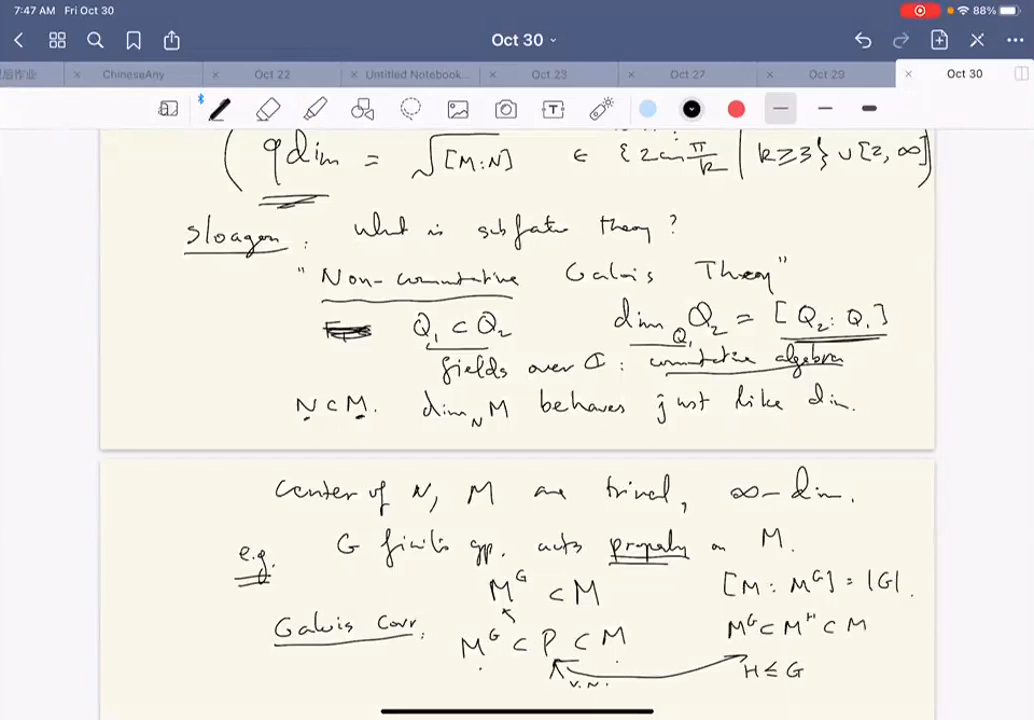 7:47 AM Fri Oct 30
88%
Oct 30
ChineseAny
Oct 22
Untitled Notebook...
Oct 23
Oct 27
Oct 29
Oct 30
( qdim = √[M:N] ∈ {2cos π/k | k≥3} ∪ [2, ∞] )
Sloagen: What is subfactor theory?
"Non-commutative Galois Theory"
Q₁ ⊂ Q₂ dim_Q₁ Q₂ = [Q₂ : Q₁]
fields over ℂ : commutative algebra
N ⊂ M. dim_N M behaves just like dim.
Center of N, M are trivial, ∞-dim.
e.g. G finite gp. acts properly on M.
M^G ⊂ M [M : M^G] = |G|.
Galois Corr. M^G ⊂ P ⊂ M M^G ⊂ M^H ⊂ M
v.N. H ≤ G